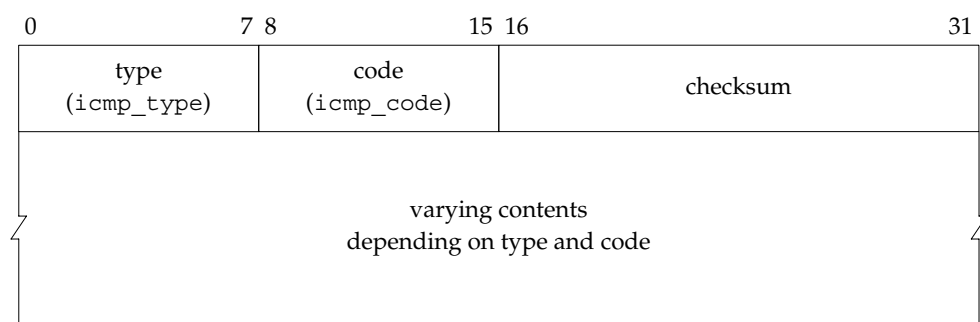 0 7 8 15 16 31
type code checksum
(icmp_type) (icmp_code)
varying contents
depending on type and code